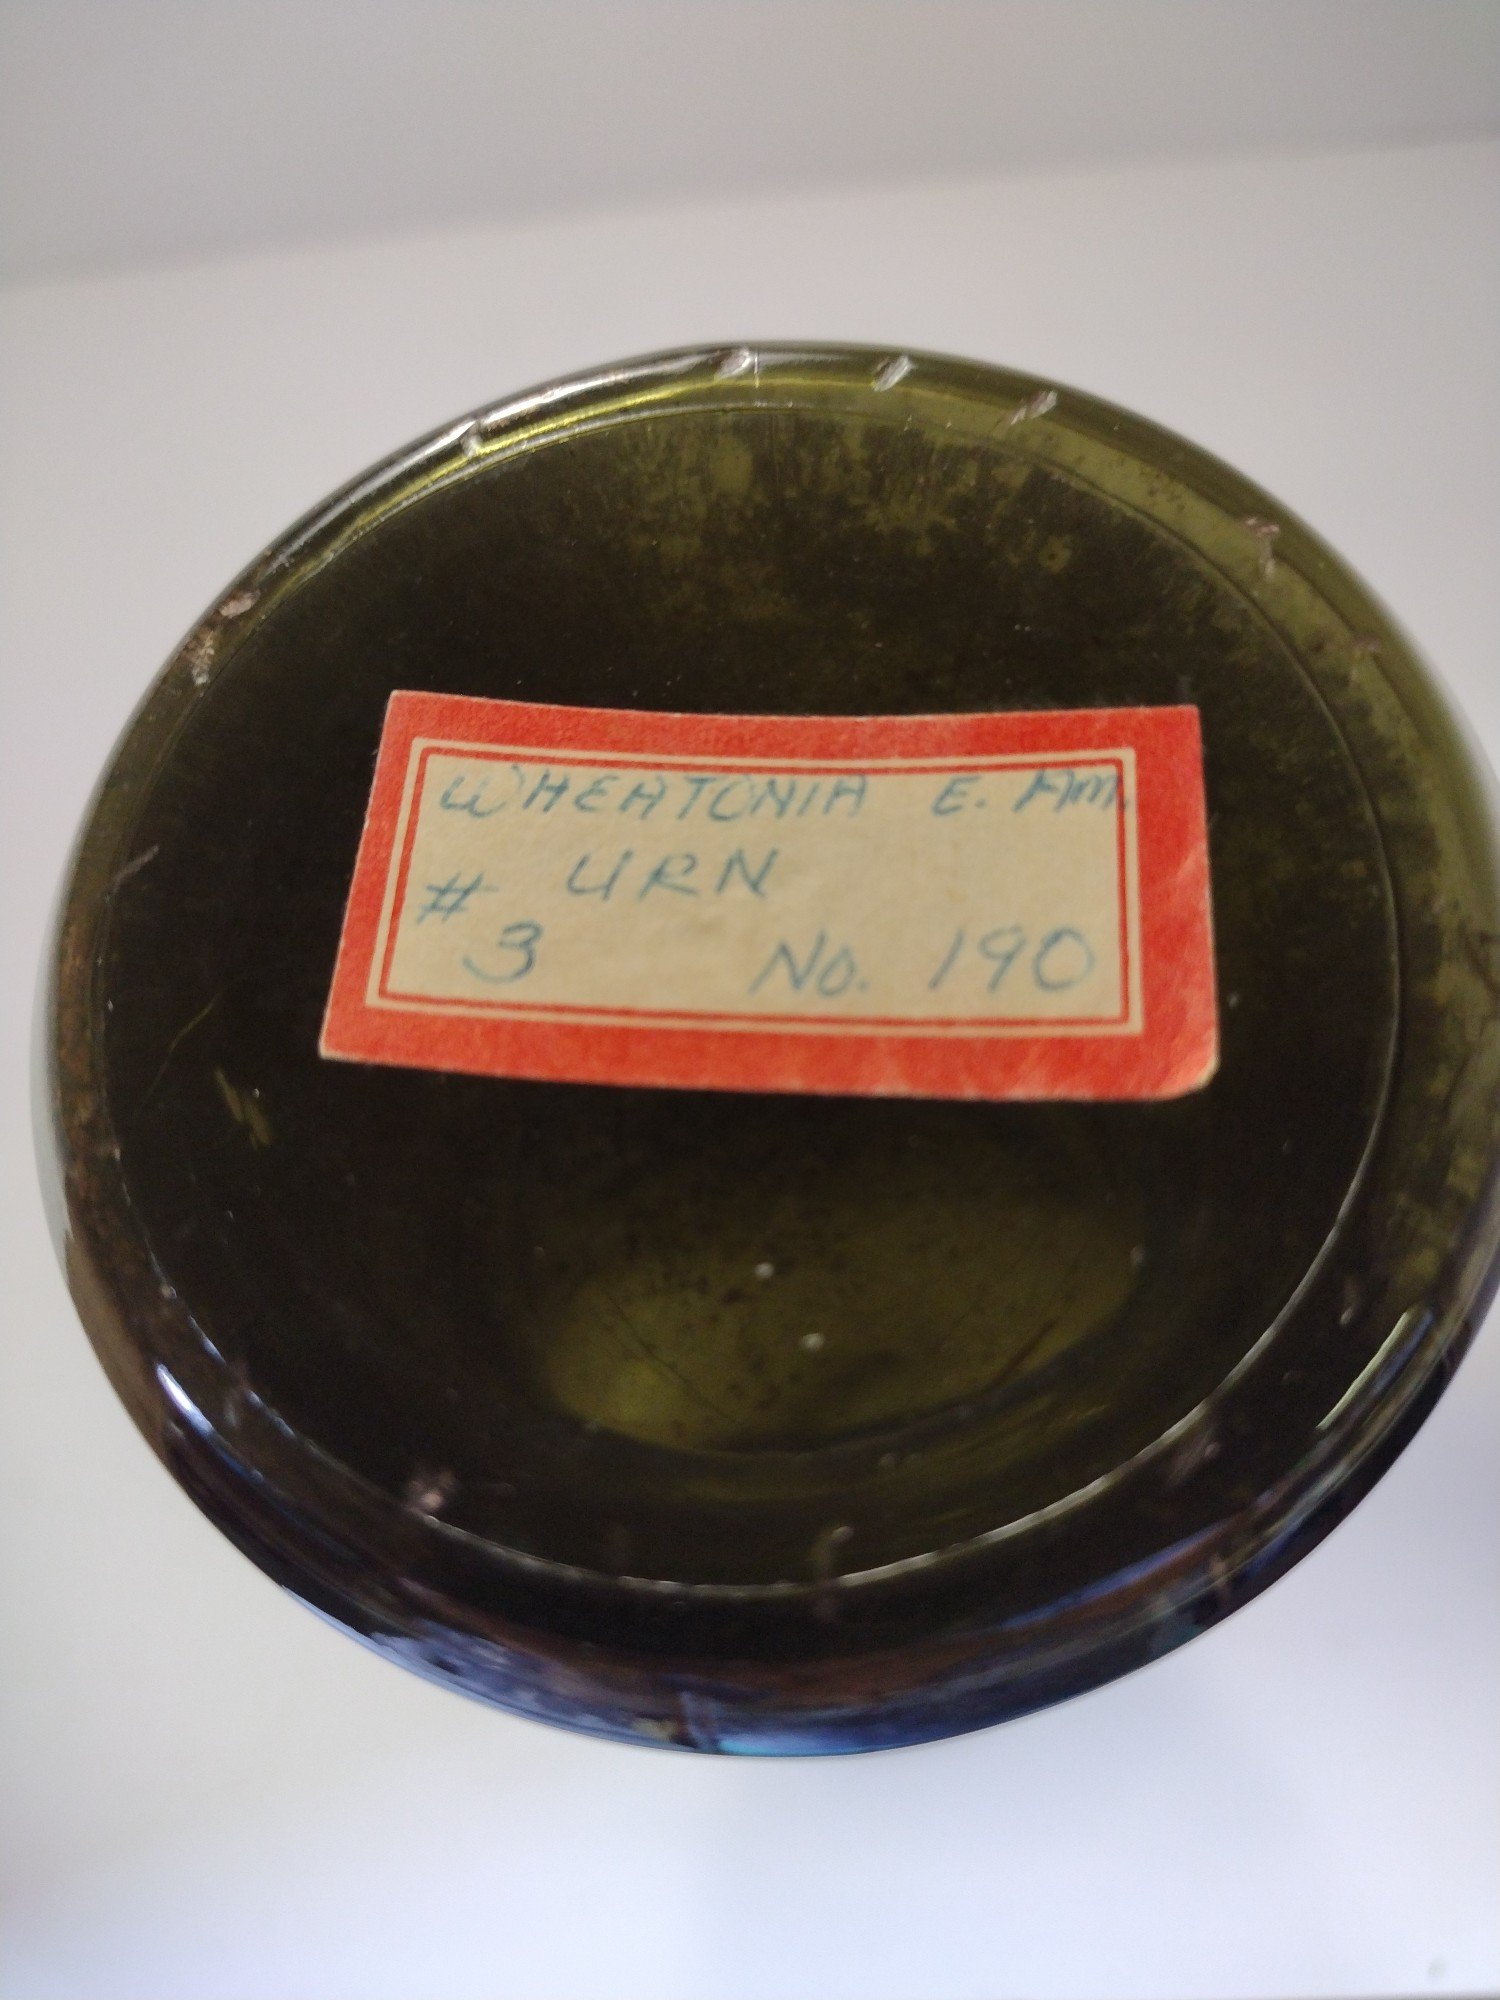 WHEATONIA E. Am.
# URN
3 No. 190